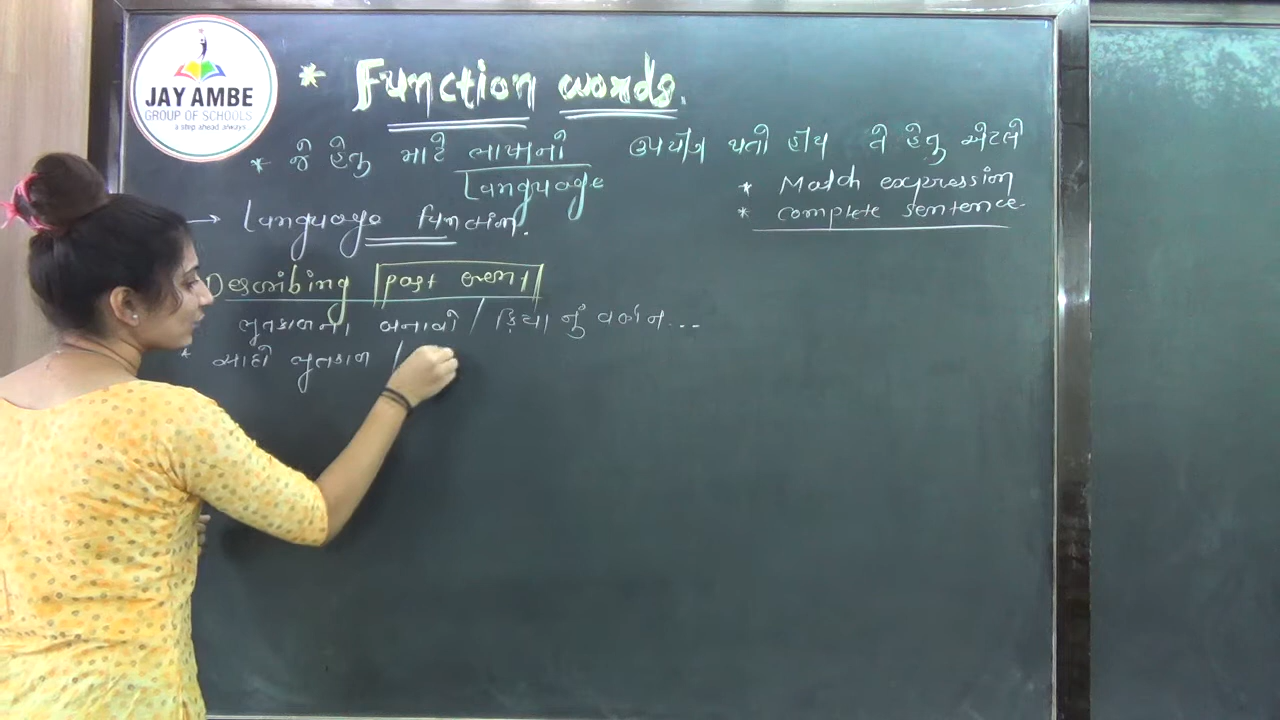 JAY AMBE
GROUP OF SCHOOLS
a step ahead always
* Function words.
* જે હેતુ માટે ભાષાનો ઉપયોગ થતો હોય તે હેતુ એટલે
Language
* Match expression
* complete sentence
→ Language function.
Describing past event
ભૂતકાળના બનાવો / ક્રિયા નું વર્ણન...
* સાદો ભૂતકાળ /